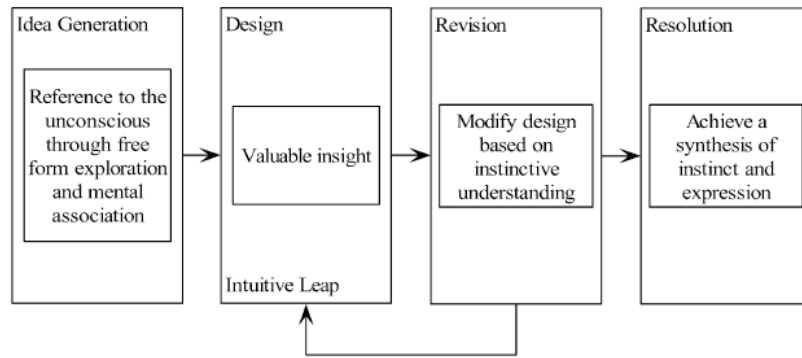 Idea Generation
Reference to the
unconscious
through free
form exploration
and mental
association
Design
Valuable insight
Intuitive Leap
Revision
Modify design
based on
instinctive
understanding
Resolution
Achieve a
synthesis of
instinct and
expression